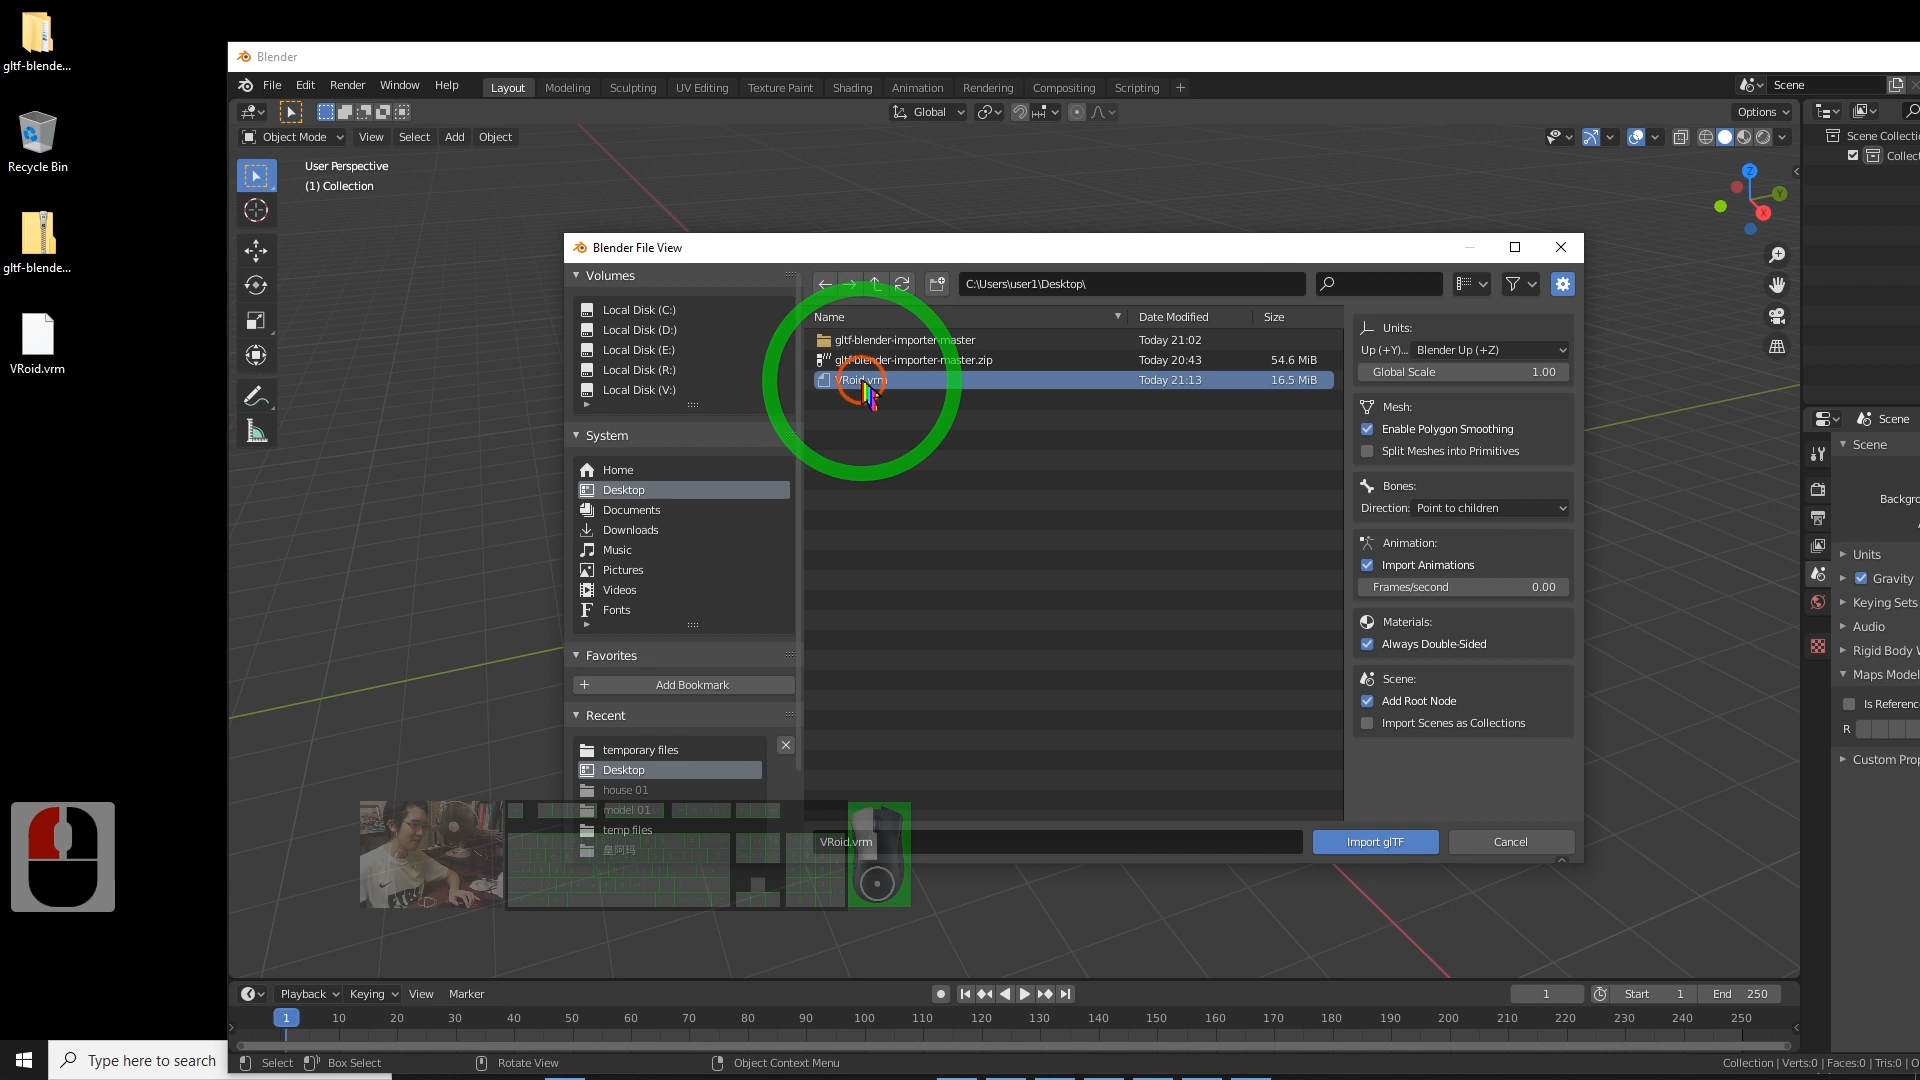 gltf-blende...
Recycle Bin
gltf-blende...
VRoid.vrm
Blender
File Edit Render Window Help
Layout Modeling Sculpting UV Editing Texture Paint Shading Animation Rendering Compositing Scripting +
Scene
Global
Options
Object Mode View Select Add Object
User Perspective
(1) Collection
Z
Y
X
Scene Collecti
Collec
Blender File View
Volumes
Local Disk (C:)
Local Disk (D:)
Local Disk (E:)
Local Disk (R:)
Local Disk (V:)
System
Home
Desktop
Documents
Downloads
Music
Pictures
Videos
Fonts
Favorites
Add Bookmark
Recent
temporary files
Desktop
house 01
model 01
temp files
皇阿玛
C:\Users\user1\Desktop\
Name Date Modified Size
gltf-blender-importer-master Today 21:02
gltf-blender-importer-master.zip Today 20:43 54.6 MiB
VRoid.vrm Today 21:13 16.5 MiB
Units:
Up (+Y)... Blender Up (+Z)
Global Scale 1.00
Mesh:
Enable Polygon Smoothing
Split Meshes into Primitives
Bones:
Direction: Point to children
Animation:
Import Animations
Frames/second 0.00
Materials:
Always Double-Sided
Scene:
Add Root Node
Import Scenes as Collections
VRoid.vrm
Import glTF
Cancel
Scene
Scene
Backgro
Units
Gravity
Keying Sets
Audio
Rigid Body W
Maps Model
Is Referenc
R
Custom Prop
Playback Keying View Marker
1
Start 1
End 250
1 10 20 30 40 50 60 70 80 90 100 110 120 130 140 150 160 170 180 190 200 210 220 230 240 250
Select Box Select Rotate View Object Context Menu
Collection | Verts:0 | Faces:0 | Tris:0 | O
Type here to search